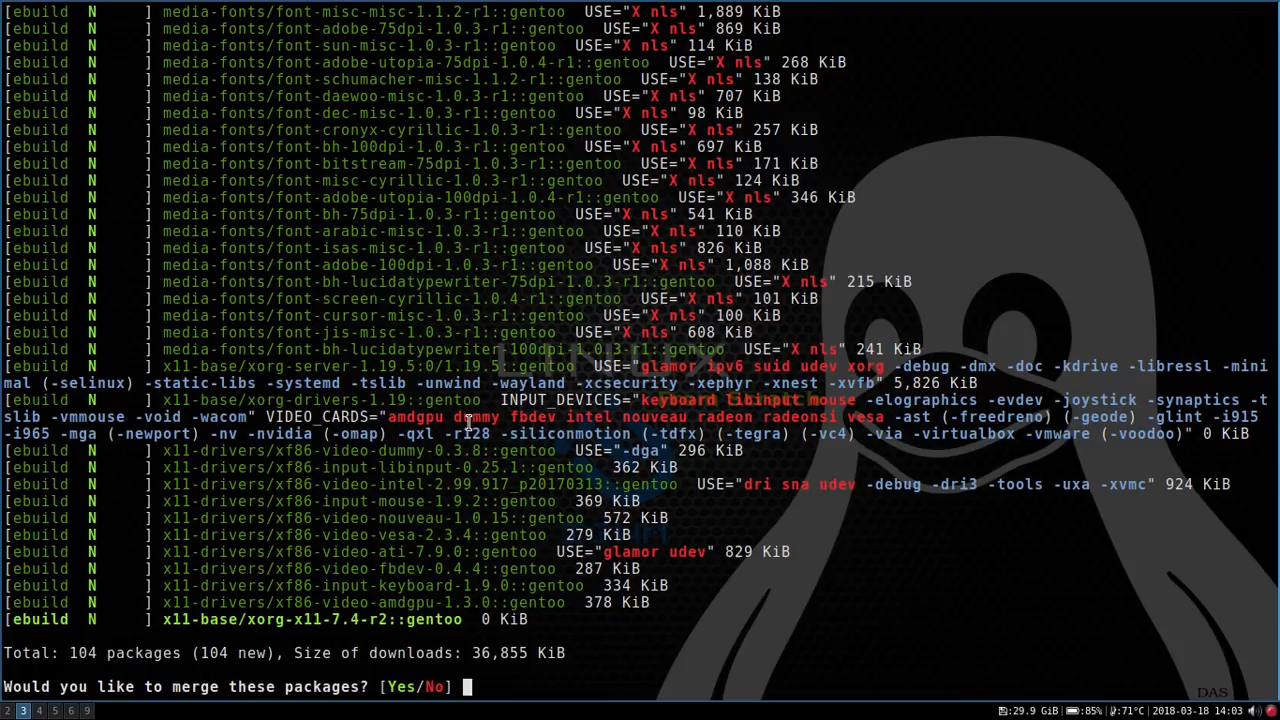 [ebuild  N     ] media-fonts/font-misc-misc-1.1.2-r1::gentoo  USE="X nls" 1,889 KiB
[ebuild  N     ] media-fonts/font-adobe-75dpi-1.0.3-r1::gentoo  USE="X nls" 869 KiB
[ebuild  N     ] media-fonts/font-sun-misc-1.0.3-r1::gentoo  USE="X nls" 114 KiB
[ebuild  N     ] media-fonts/font-adobe-utopia-75dpi-1.0.4-r1::gentoo  USE="X nls" 268 KiB
[ebuild  N     ] media-fonts/font-schumacher-misc-1.1.2-r1::gentoo  USE="X nls" 138 KiB
[ebuild  N     ] media-fonts/font-daewoo-misc-1.0.3-r1::gentoo  USE="X nls" 707 KiB
[ebuild  N     ] media-fonts/font-dec-misc-1.0.3-r1::gentoo  USE="X nls" 98 KiB
[ebuild  N     ] media-fonts/font-cronyx-cyrillic-1.0.3-r1::gentoo  USE="X nls" 257 KiB
[ebuild  N     ] media-fonts/font-bh-100dpi-1.0.3-r1::gentoo  USE="X nls" 697 KiB
[ebuild  N     ] media-fonts/font-bitstream-75dpi-1.0.3-r1::gentoo  USE="X nls" 171 KiB
[ebuild  N     ] media-fonts/font-misc-cyrillic-1.0.3-r1::gentoo  USE="X nls" 124 KiB
[ebuild  N     ] media-fonts/font-adobe-utopia-100dpi-1.0.4-r1::gentoo  USE="X nls" 346 KiB
[ebuild  N     ] media-fonts/font-bh-75dpi-1.0.3-r1::gentoo  USE="X nls" 541 KiB
[ebuild  N     ] media-fonts/font-arabic-misc-1.0.3-r1::gentoo  USE="X nls" 110 KiB
[ebuild  N     ] media-fonts/font-isas-misc-1.0.3-r1::gentoo  USE="X nls" 826 KiB
[ebuild  N     ] media-fonts/font-adobe-100dpi-1.0.3-r1::gentoo  USE="X nls" 1,088 KiB
[ebuild  N     ] media-fonts/font-bh-lucidatypewriter-75dpi-1.0.3-r1::gentoo  USE="X nls" 215 KiB
[ebuild  N     ] media-fonts/font-screen-cyrillic-1.0.4-r1::gentoo  USE="X nls" 101 KiB
[ebuild  N     ] media-fonts/font-cursor-misc-1.0.3-r1::gentoo  USE="X nls" 100 KiB
[ebuild  N     ] media-fonts/font-jis-misc-1.0.3-r1::gentoo  USE="X nls" 608 KiB
[ebuild  N     ] media-fonts/font-bh-lucidatypewriter-100dpi-1.0.3-r1::gentoo  USE="X nls" 241 KiB
[ebuild  N     ] x11-base/xorg-server-1.19.5:0/1.19.5::gentoo  USE="glamor ipv6 suid udev xorg -debug -dmx -doc -kdrive -libressl -mini
mal (-selinux) -static-libs -systemd -tslib -unwind -wayland -xcsecurity -xephyr -xnest -xvfb" 5,826 KiB
[ebuild  N     ] x11-base/xorg-drivers-1.19::gentoo  INPUT_DEVICES="keyboard libinput mouse -elographics -evdev -joystick -synaptics -t
slib -vmmouse -void -wacom" VIDEO_CARDS="amdgpu dummy fbdev intel nouveau radeon radeonsi vesa -ast (-freedreno) (-geode) -glint -i915
-i965 -mga (-newport) -nv -nvidia (-omap) -qxl -r128 -siliconmotion (-tdfx) (-tegra) (-vc4) -via -virtualbox -vmware (-voodoo)" 0 KiB
[ebuild  N     ] x11-drivers/xf86-video-dummy-0.3.8::gentoo  USE="-dga" 296 KiB
[ebuild  N     ] x11-drivers/xf86-input-libinput-0.25.1::gentoo  362 KiB
[ebuild  N     ] x11-drivers/xf86-video-intel-2.99.917_p20170313::gentoo  USE="dri sna udev -debug -dri3 -tools -uxa -xvmc" 924 KiB
[ebuild  N     ] x11-drivers/xf86-input-mouse-1.9.2::gentoo  369 KiB
[ebuild  N     ] x11-drivers/xf86-video-nouveau-1.0.15::gentoo  572 KiB
[ebuild  N     ] x11-drivers/xf86-video-vesa-2.3.4::gentoo  279 KiB
[ebuild  N     ] x11-drivers/xf86-video-ati-7.9.0::gentoo  USE="glamor udev" 829 KiB
[ebuild  N     ] x11-drivers/xf86-video-fbdev-0.4.4::gentoo  287 KiB
[ebuild  N     ] x11-drivers/xf86-input-keyboard-1.9.0::gentoo  334 KiB
[ebuild  N     ] x11-drivers/xf86-video-amdgpu-1.3.0::gentoo  378 KiB
[ebuild  N     ] x11-base/xorg-x11-7.4-r2::gentoo  0 KiB
Total: 104 packages (104 new), Size of downloads: 36,855 KiB
Would you like to merge these packages? [Yes/No]
DAS
2 3 4 5 6 9 :29.9 GiB | :85% | :71°C | 2018-03-18 14:03